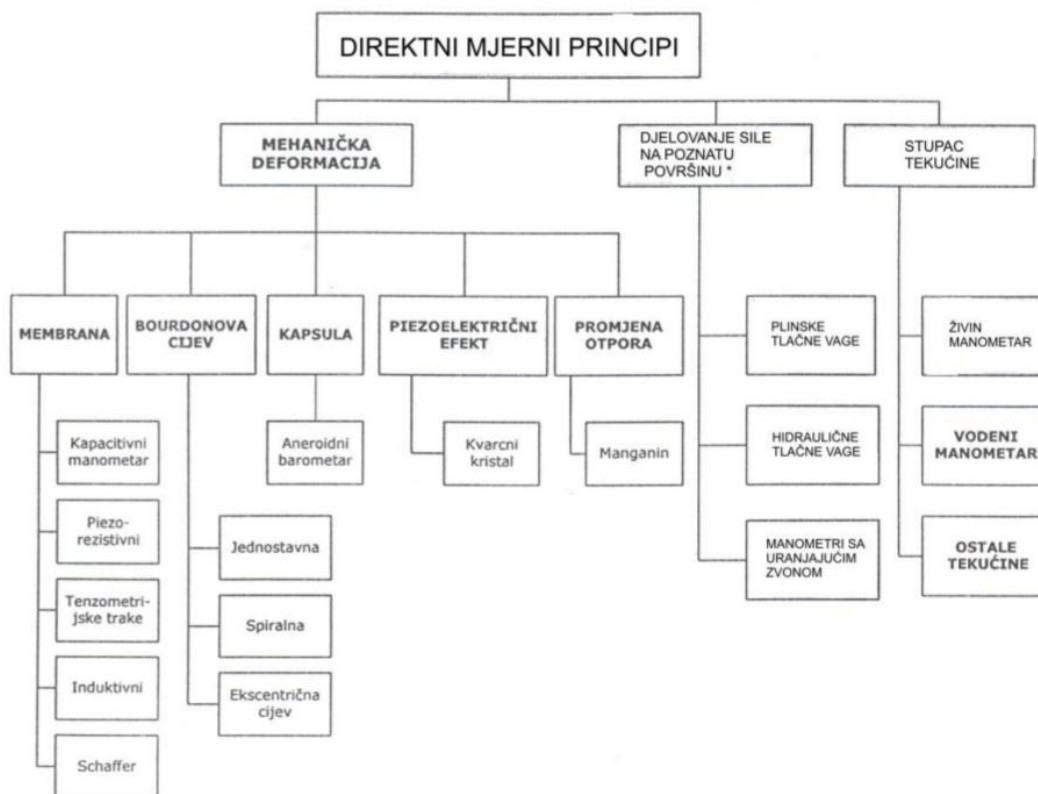 DIREKTNI MJERNI PRINCIPI
MEHANIČKA
DEFORMACIJA
DJELOVANJE SILE
NA POZNATU
POVRŠINU *
STUPAC
TEKUĆINE
MEMBRANA
BOURDONOVA
CIJEV
KAPSULA
PIEZOELEKTRIČNI
EFEKT
PROMJENA
OTPORA
PLINSKE
TLAČNE VAGE
ŽIVIN
MANOMETAR
Kapacitivni
manometar
Aneroidni
barometar
Kvarcni
kristal
Manganin
HIDRAULIČNE
TLAČNE VAGE
VODENI
MANOMETAR
Piezo-
rezistivni
Jednostavna
MANOMETRI SA
URANJAJUĆIM
ZVONOM
OSTALE
TEKUĆINE
Tenzometri-
jske trake
Spiralna
Induktivni
Ekscentrična
cijev
Schaffer